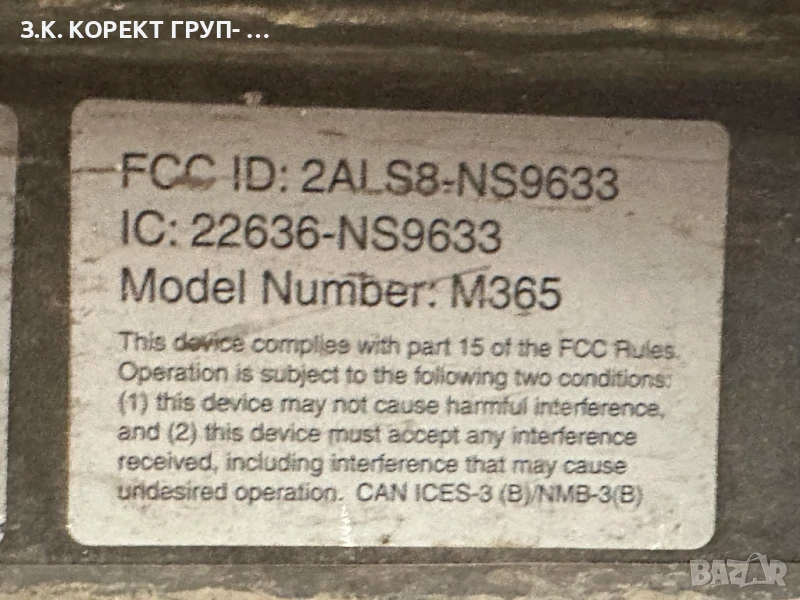 З.К. КОРЕКТ ГРУП- ...
FCC ID: 2ALS8-NS9633
IC: 22636-NS9633
Model Number: M365
This device complies with part 15 of the FCC Rules.
Operation is subject to the following two conditions:
(1) this device may not cause harmful interference,
and (2) this device must accept any interference
received, including interference that may cause
undesired operation. CAN ICES-3 (B)/NMB-3(B)
BAZAR